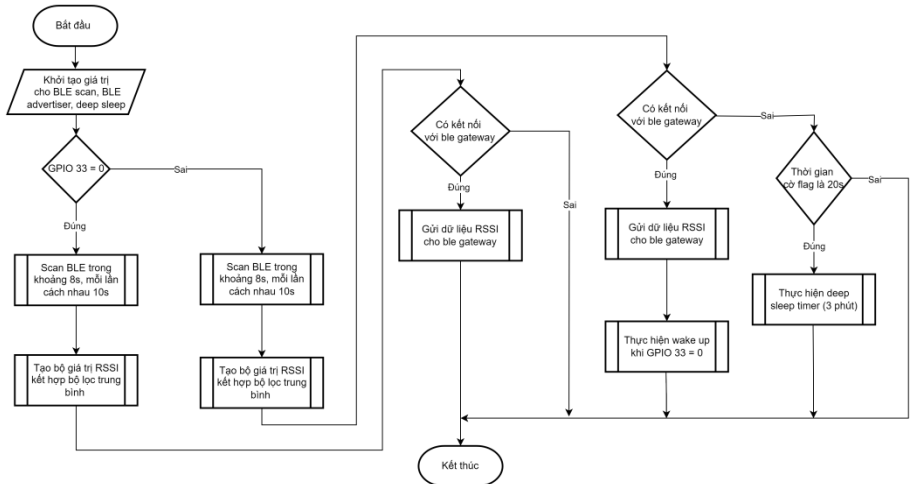 Bắt đầu
Khởi tạo giá trị
cho BLE scan, BLE
advertiser, deep sleep
GPIO 33 = 0
Sai
Đúng
Scan BLE trong
khoảng 8s, mỗi lần
cách nhau 10s
Tạo bộ giá trị RSSI
kết hợp bộ lọc trung
bình
Scan BLE trong
khoảng 8s, mỗi lần
cách nhau 10s
Tạo bộ giá trị RSSI
kết hợp bộ lọc trung
bình
Có kết nối
với ble gateway
Đúng
Sai
Gửi dữ liệu RSSI
cho ble gateway
Kết thúc
Có kết nối
với ble gateway
Sai
Đúng
Gửi dữ liệu RSSI
cho ble gateway
Thực hiện wake up
khi GPIO 33 = 0
Thời gian
cờ flag là 20s
Sai
Đúng
Thực hiện deep
sleep timer (3 phút)